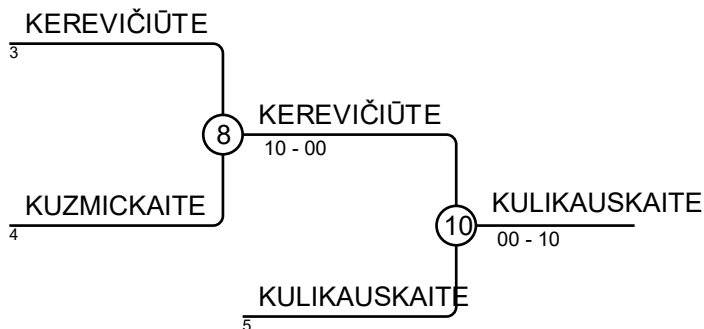 KEREVIČIŪTE
3
8
KEREVIČIŪTE
10 - 00
KUZMICKAITE
4
10
KULIKAUSKAITE
00 - 10
KULIKAUSKAITE
5